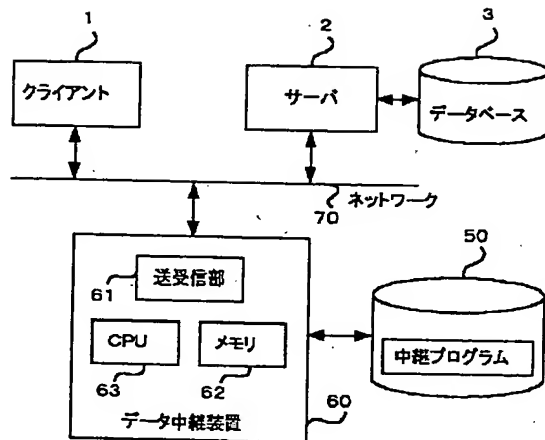 1
クライアント
2
サーバ
3
データベース
ネットワーク
70
61
送受信部
CPU
63
メモリ
62
データ中継装置
60
50
中継プログラム